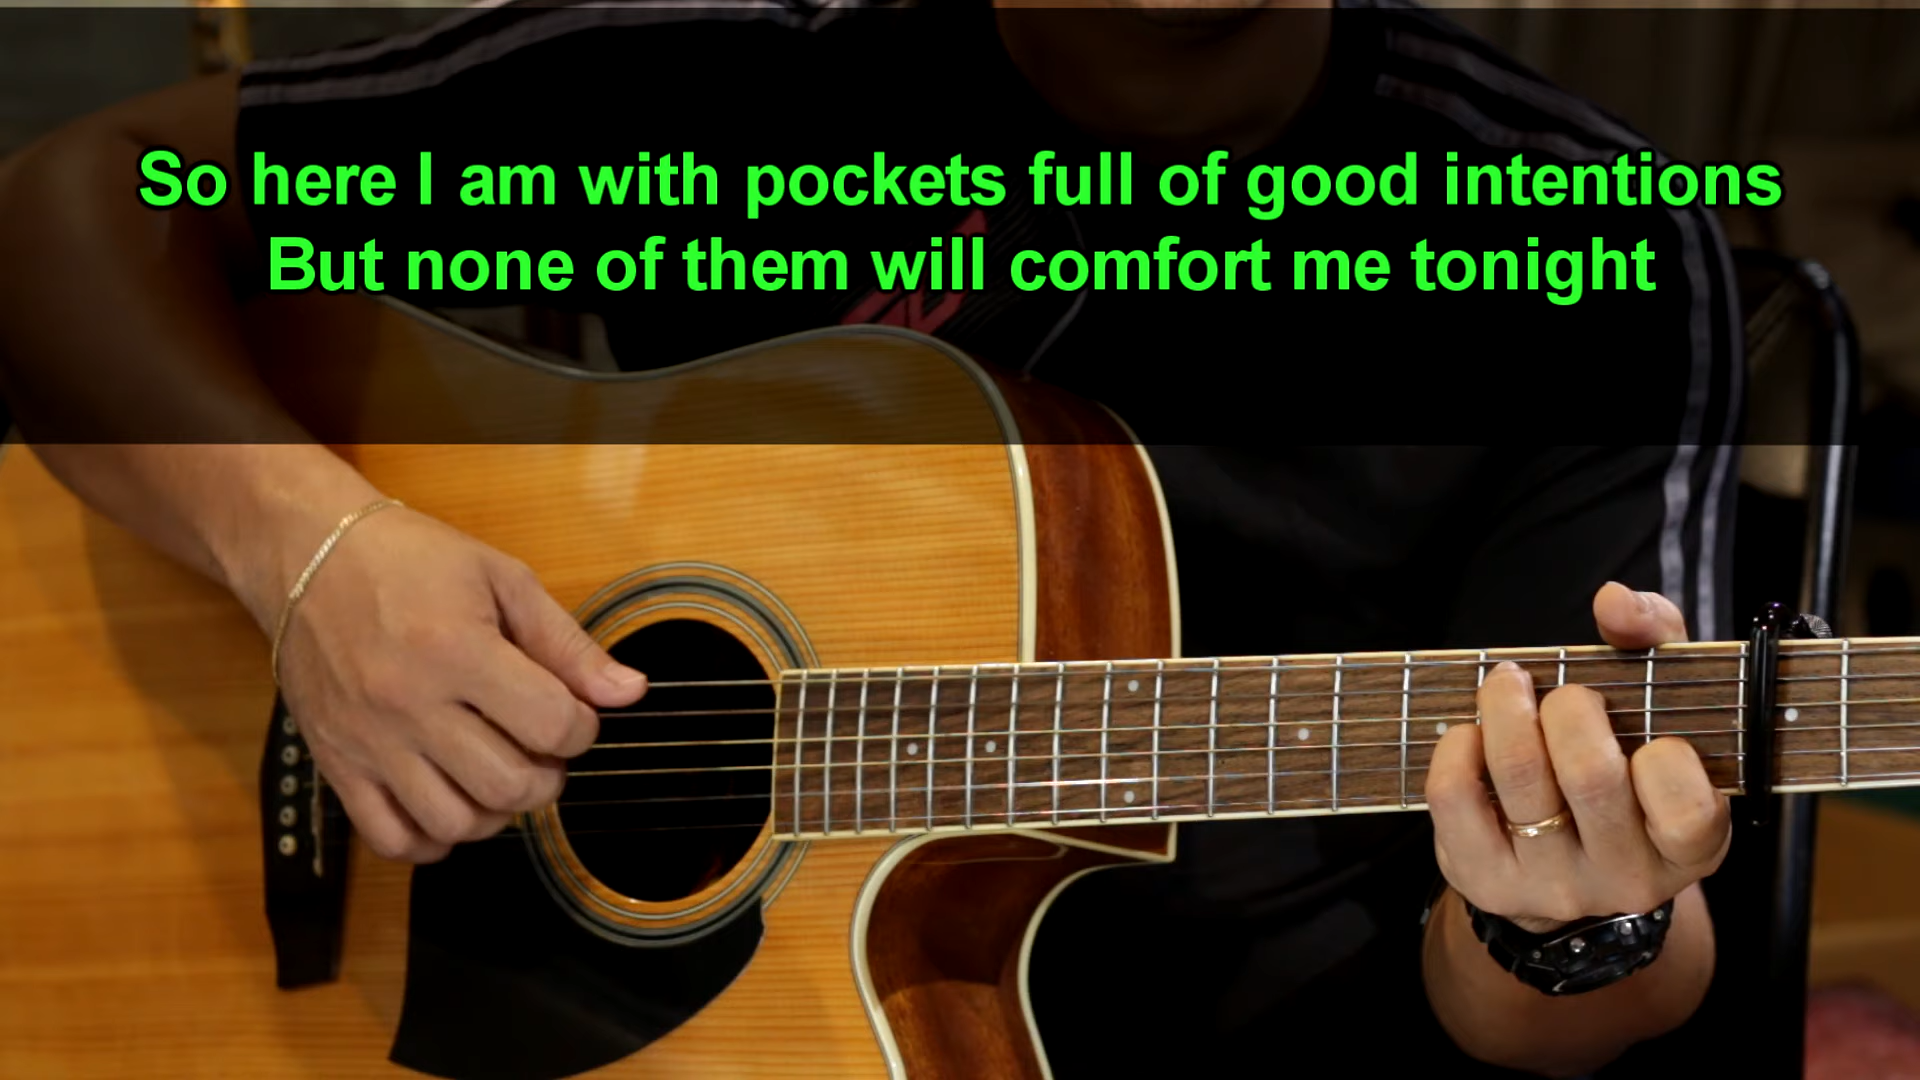 So here I am with pockets full of good intentions
But none of them will comfort me tonight